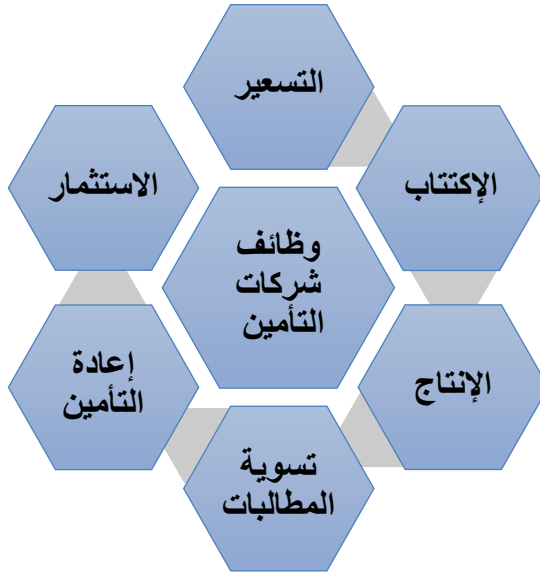 التسعير
الإكتتاب
الإنتاج
تسوية
المطالبات
إعادة
التأمين
الاستثمار
وظائف
شركات
التأمين